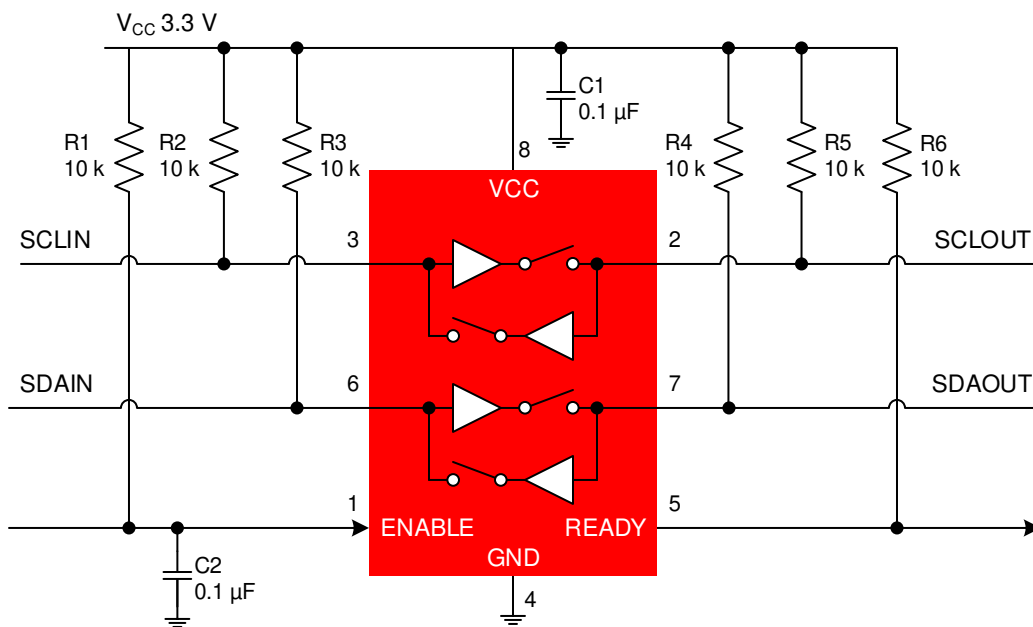 VCC 3.3 V
C1
0.1 µF
R1
10 k
R2
10 k
R3
10 k
8
R4
10 k
R5
10 k
R6
10 k
VCC
SCLIN
3
2
SCLOUT
SDAIN
6
7
SDAOUT
1
ENABLE
READY
5
GND
C2
0.1 µF
4